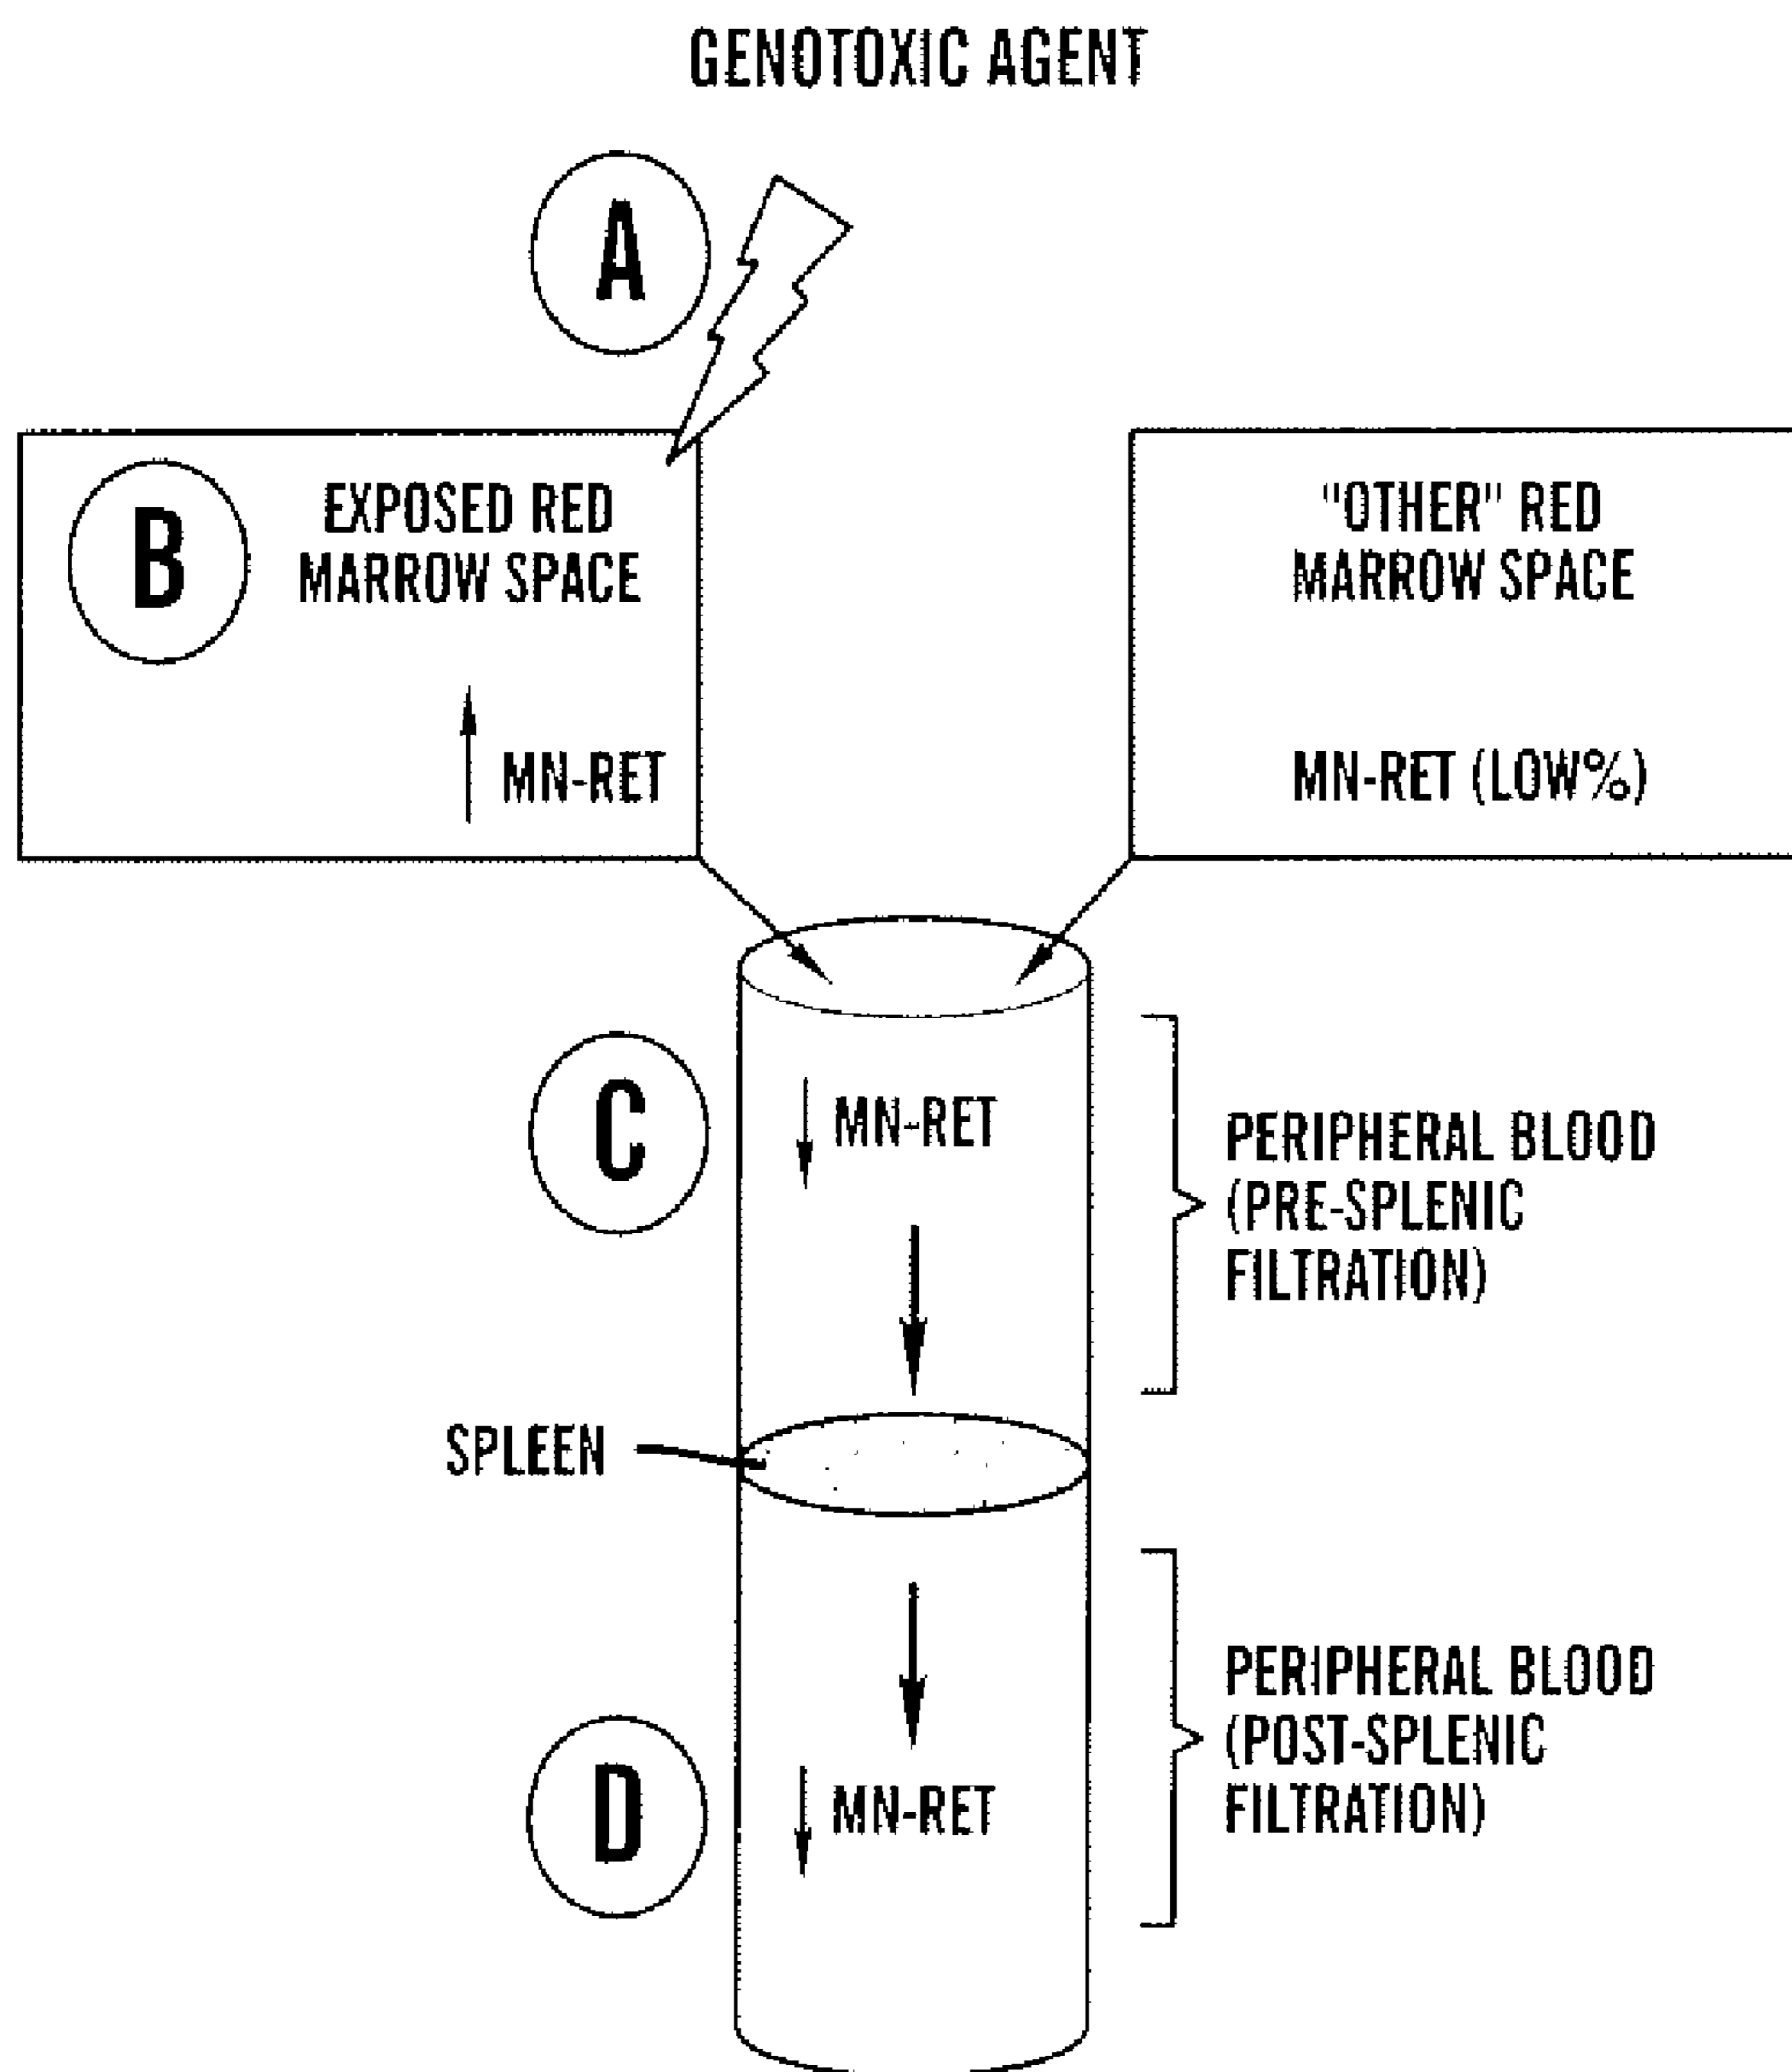 GENOTOXIC AGENT
A
B
EXPOSED RED
MARROW SPACE
MN-RET
"OTHER" RED
MARROW SPACE
MN-RET (LOW%)
C
MN-RET
PERIPHERAL BLOOD
(PRE-SPLENIC
FILTRATION)
SPLEEN
D
MN-RET
PERIPHERAL BLOOD
(POST-SPLENIC
FILTRATION)